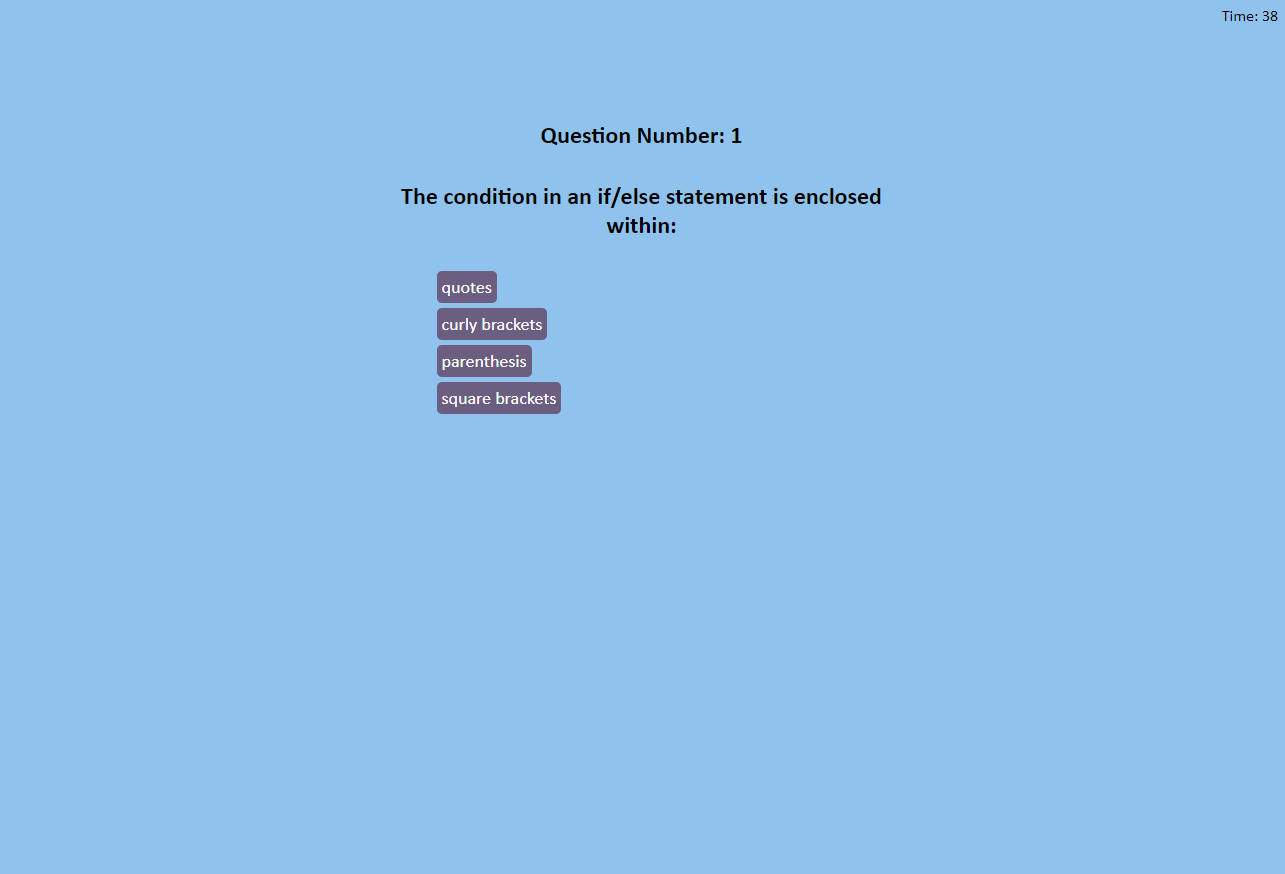 Time: 38
Question Number: 1
The condition in an if/else statement is enclosed
within:
quotes
curly brackets
parenthesis
square brackets